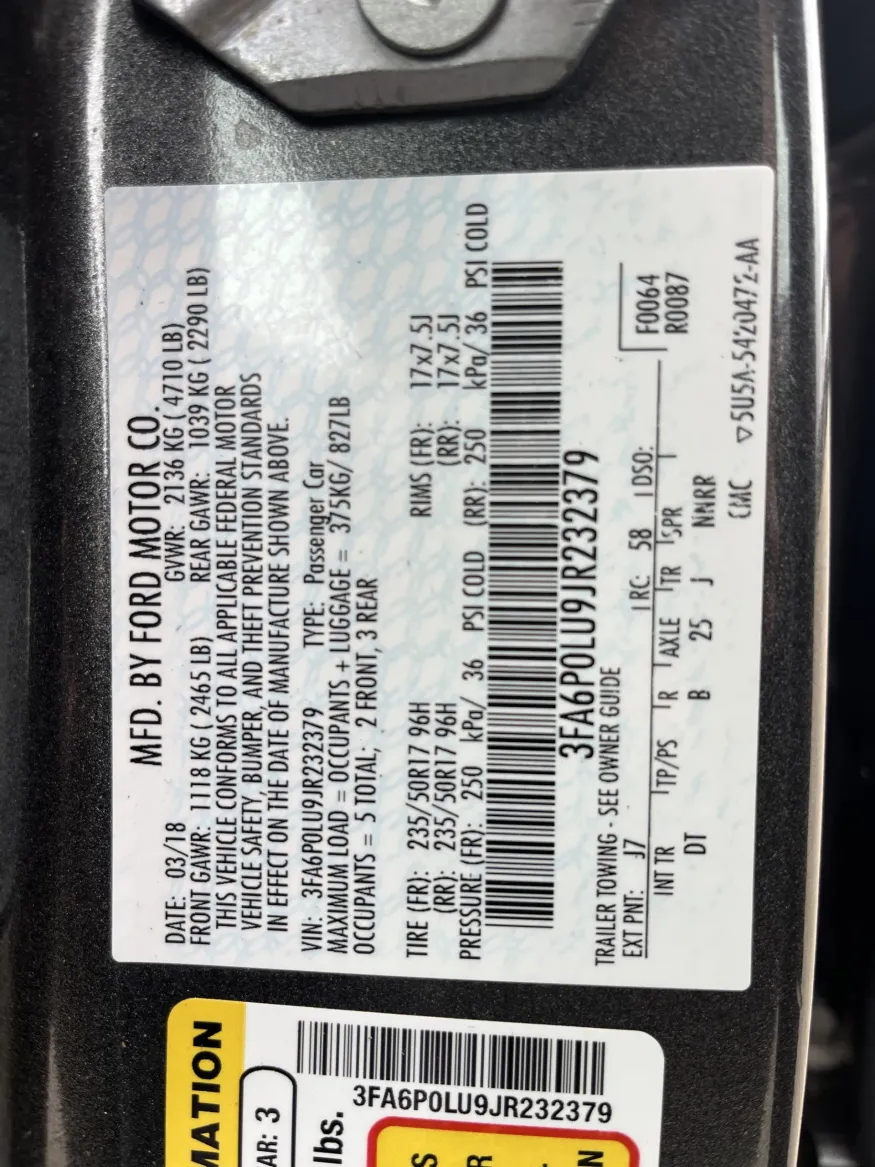 MFD. BY FORD MOTOR CO.
DATE: 03/18 GVWR: 2136 KG ( 4710 LB)
FRONT GAWR: 1118 KG ( 2465 LB) REAR GAWR: 1039 KG ( 2290 LB)
THIS VEHICLE CONFORMS TO ALL APPLICABLE FEDERAL MOTOR
VEHICLE SAFETY, BUMPER, AND THEFT PREVENTION STANDARDS
IN EFFECT ON THE DATE OF MANUFACTURE SHOWN ABOVE.
VIN: 3FA6P0LU9JR232379 TYPE: Passenger Car
MAXIMUM LOAD = OCCUPANTS + LUGGAGE = 375KG/ 827LB
OCCUPANTS = 5 TOTAL; 2 FRONT, 3 REAR
TIRE (FR): 235/50R17 96H RIMS (FR): 17x7.5J
(RR): 235/50R17 96H (RR): 17x7.5J
PRESSURE (FR): 250 kPa/ 36 PSI COLD (RR): 250 kPa/ 36 PSI COLD
3FA6P0LU9JR232379
TRAILER TOWING - SEE OWNER GUIDE
EXT PNT: J7 RC: 58 DSO:
F0064
R0087
INT TR TP/PS R AXLE TR SPR
DT B 25 J NNRR
CMC ▽5U5A-5420472-AA
MATION
AR: 3
3FA6P0LU9JR232379
lbs.
S
R
N